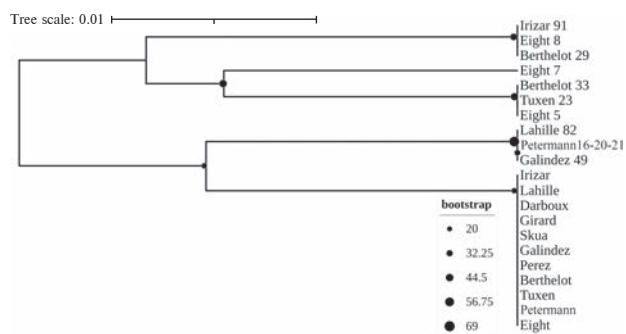 Tree scale: 0.01
Irizar 91
Eight 8
Berthelot 29
Eight 7
Berthelot 33
Tuxen 23
Eight 5
Lahille 82
Petermann16-20-21
Galindez 49
Irizar
Lahille
Darboux
Girard
Skua
Galindez
Perez
Berthelot
Tuxen
Petermann
Eight
bootstrap
20
32.25
44.5
56.75
69